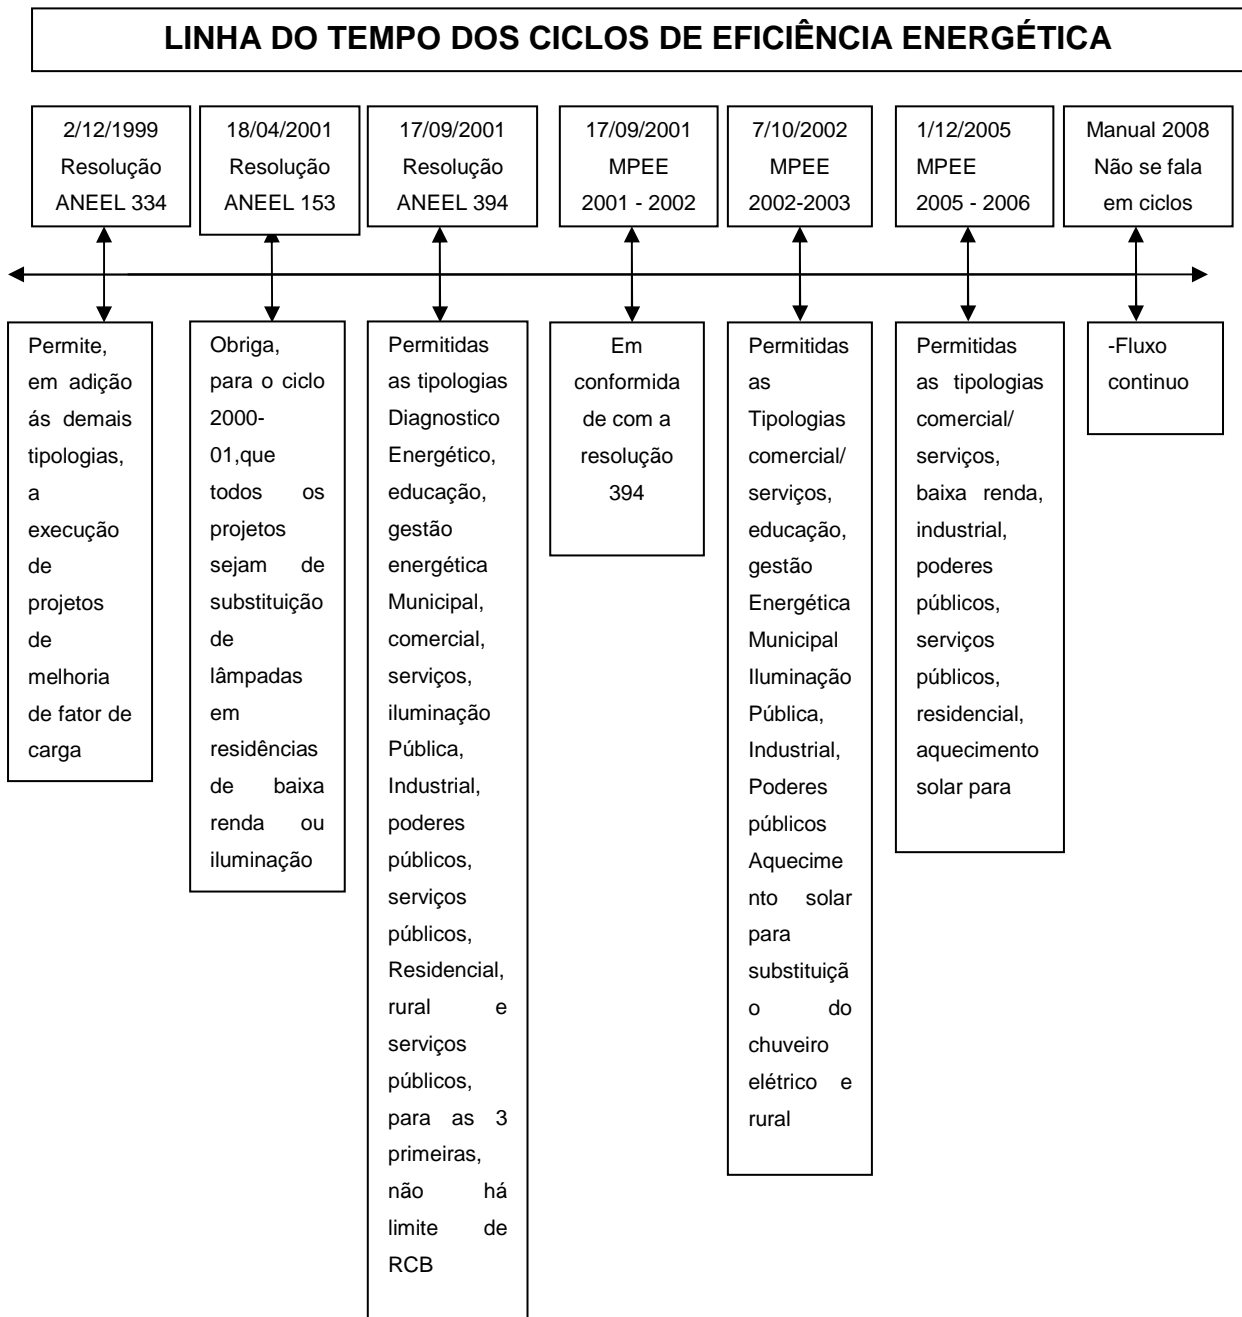 LINHA DO TEMPO DOS CICLOS DE EFICIÊNCIA ENERGÉTICA
2/12/1999
Resolução
ANEEL 334
18/04/2001
Resolução
ANEEL 153
17/09/2001
Resolução
ANEEL 394
17/09/2001
MPEE
2001 - 2002
7/10/2002
MPEE
2002-2003
1/12/2005
MPEE
2005 - 2006
Manual 2008
Não se fala
em ciclos
Permite,
em adição
ás demais
tipologias,
a
execução
de
projetos
de
melhoria
de fator de
carga
Obriga,
para o ciclo
2000-
01,que
todos os
projetos
sejam de
substituição
de
lâmpadas
em
residências
de baixa
renda ou
iluminação
Permitidas
as tipologias
Diagnostico
Energético,
educação,
gestão
energética
Municipal,
comercial,
serviços,
iluminação
Pública,
Industrial,
poderes
públicos,
serviços
públicos,
Residencial,
rural e
serviços
públicos,
para as 3
primeiras,
não há
limite de
RCB
Em
conformida
de com a
resolução
394
Permitidas
as
Tipologias
comercial/
serviços,
educação,
gestão
Energética
Municipal
Iluminação
Pública,
Industrial,
Poderes
públicos
Aquecime
nto solar
para
substituiçã
o do
chuveiro
elétrico e
rural
Permitidas
as tipologias
comercial/
serviços,
baixa renda,
industrial,
poderes
públicos,
serviços
públicos,
residencial,
aquecimento
solar para
-Fluxo
continuo